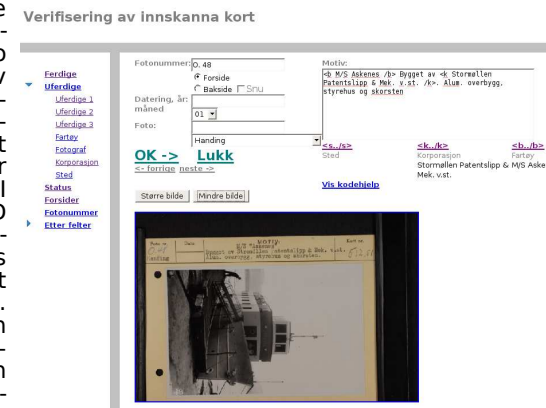 Verifisering av innskanna kort
Ferdige
Uferdige
Uferdige 1
Uferdige 2
Uferdige 3
Fartøy
Fotograf
Korporasjon
Sted
Status
Forsider
Fotonummer
Etter felter
Fotonummer:
O. 48
Forside
Bakside
Snu
Datering, år:
måned
01
Foto:
Handing
OK -> Lukk
<- forrige neste ->
Større bilde Mindre bilde
Motiv:
<b M/S Askenes /b> Bygget av <k Stormøllen
Patentslipp & Mek. v.st. /k>. Alum. overbygg.
styrehus og skorsten
<s../s> <k../k> <b../b>
Sted Korporasjon Fartøy
Stormøllen Patentslipp & M/S Aske
Mek. v.st.
Vis kodehjelp
MOTIV:
M/S "Askenes"